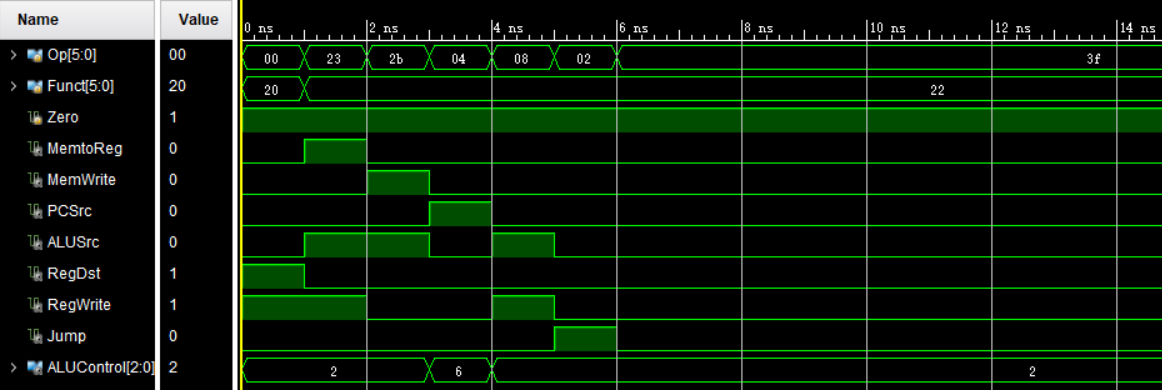 Name Value
0 ns 2 ns 4 ns 6 ns 8 ns 10 ns 12 ns 14 ns
Op[5:0] 00 00 23 2b 04 08 02 3f
Funct[5:0] 20 20 22
Zero 1
MemtoReg 0
MemWrite 0
PCSrc 0
ALUSrc 0
RegDst 1
RegWrite 1
Jump 0
ALUControl[2:0] 2 2 6 2